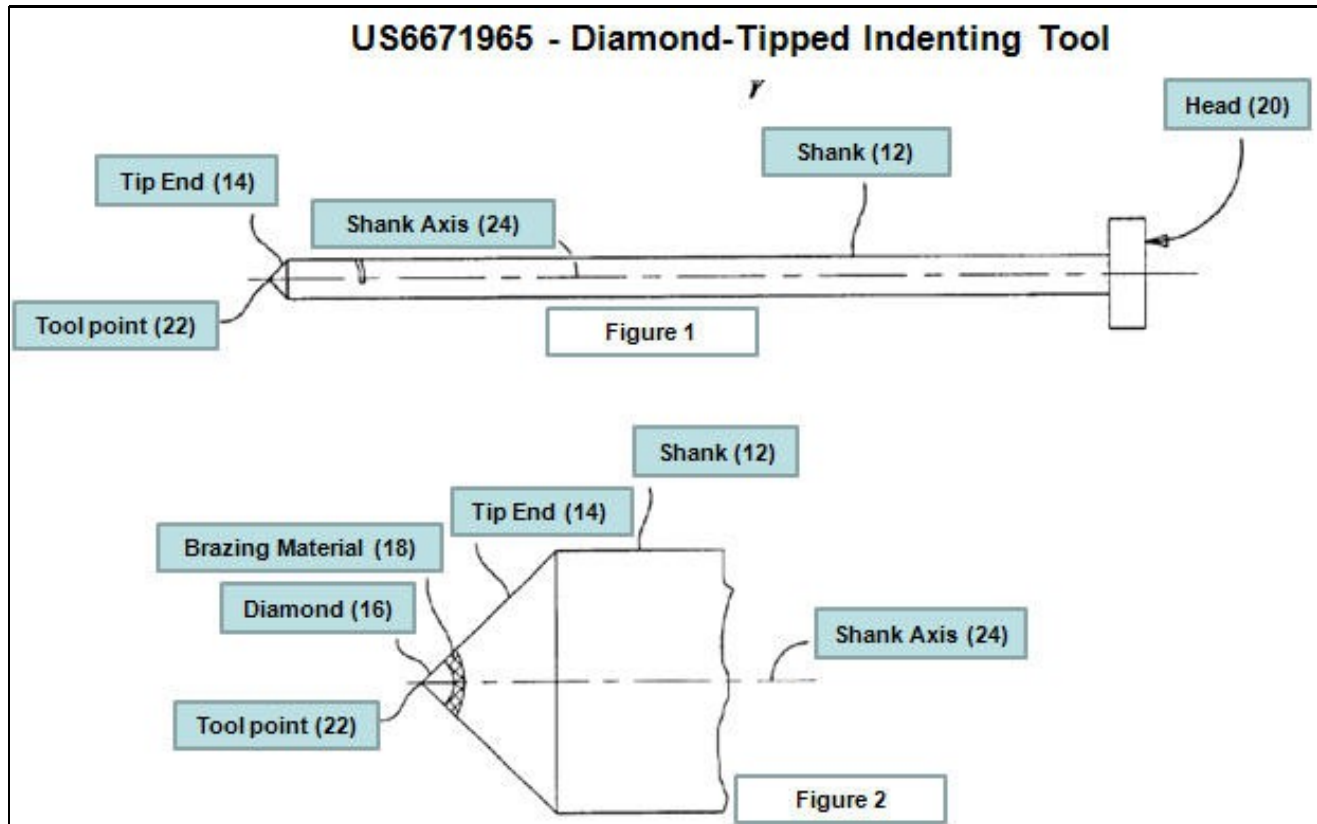 US6671965 - Diamond-Tipped Indenting Tool
r
Head (20)
Shank (12)
Tip End (14)
Shank Axis (24)
Tool point (22)
Figure 1
Shank (12)
Tip End (14)
Brazing Material (18)
Diamond (16)
Shank Axis (24)
Tool point (22)
Figure 2